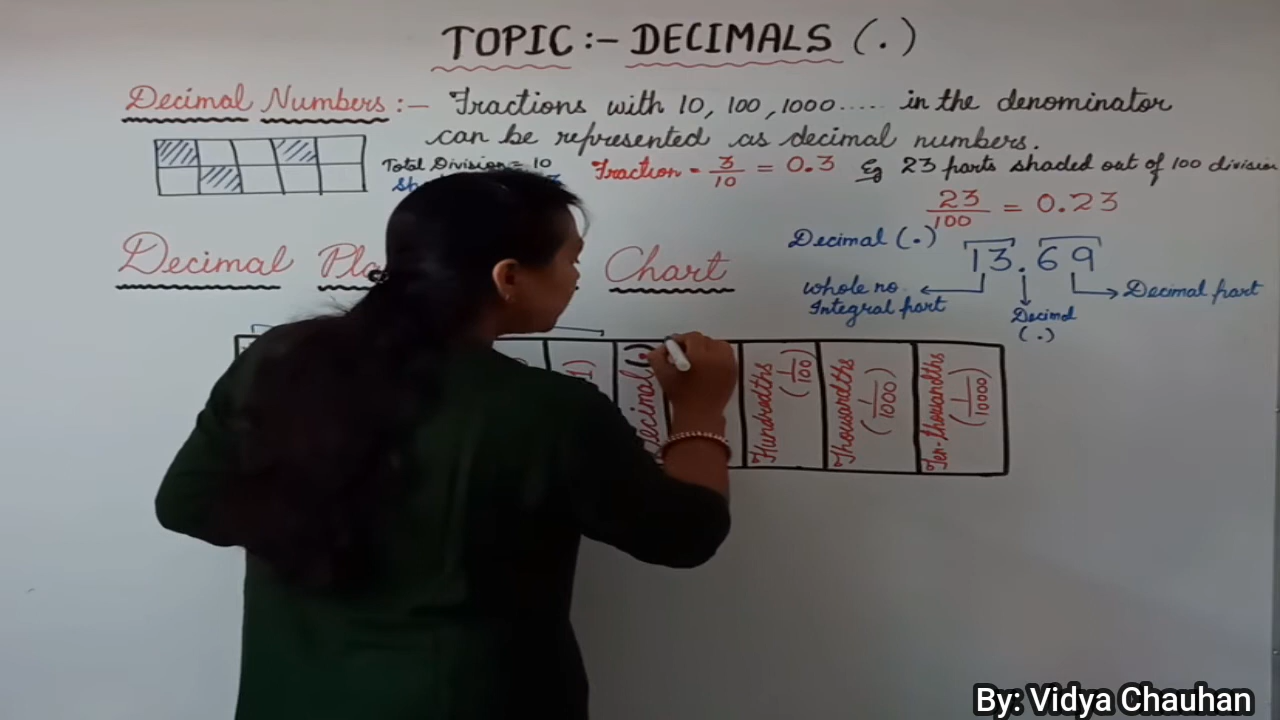 TOPIC :- DECIMALS (.)
Decimal Numbers :- Fractions with 10, 100, 1000..... in the denominator
can be represented as decimal numbers.
Total Division = 10
Fraction = 3/10 = 0.3 Eg 23 parts shaded out of 100 division
23/100 = 0.23
Decimal (.)
13.69
whole no
Integral part
Decimal (.)
Decimal part
Decimal Chart
1)
Decimal (.)
Hundredths (1/100)
Thousandths (1/1000)
Ten-thousandths (1/10000)
By: Vidya Chauhan